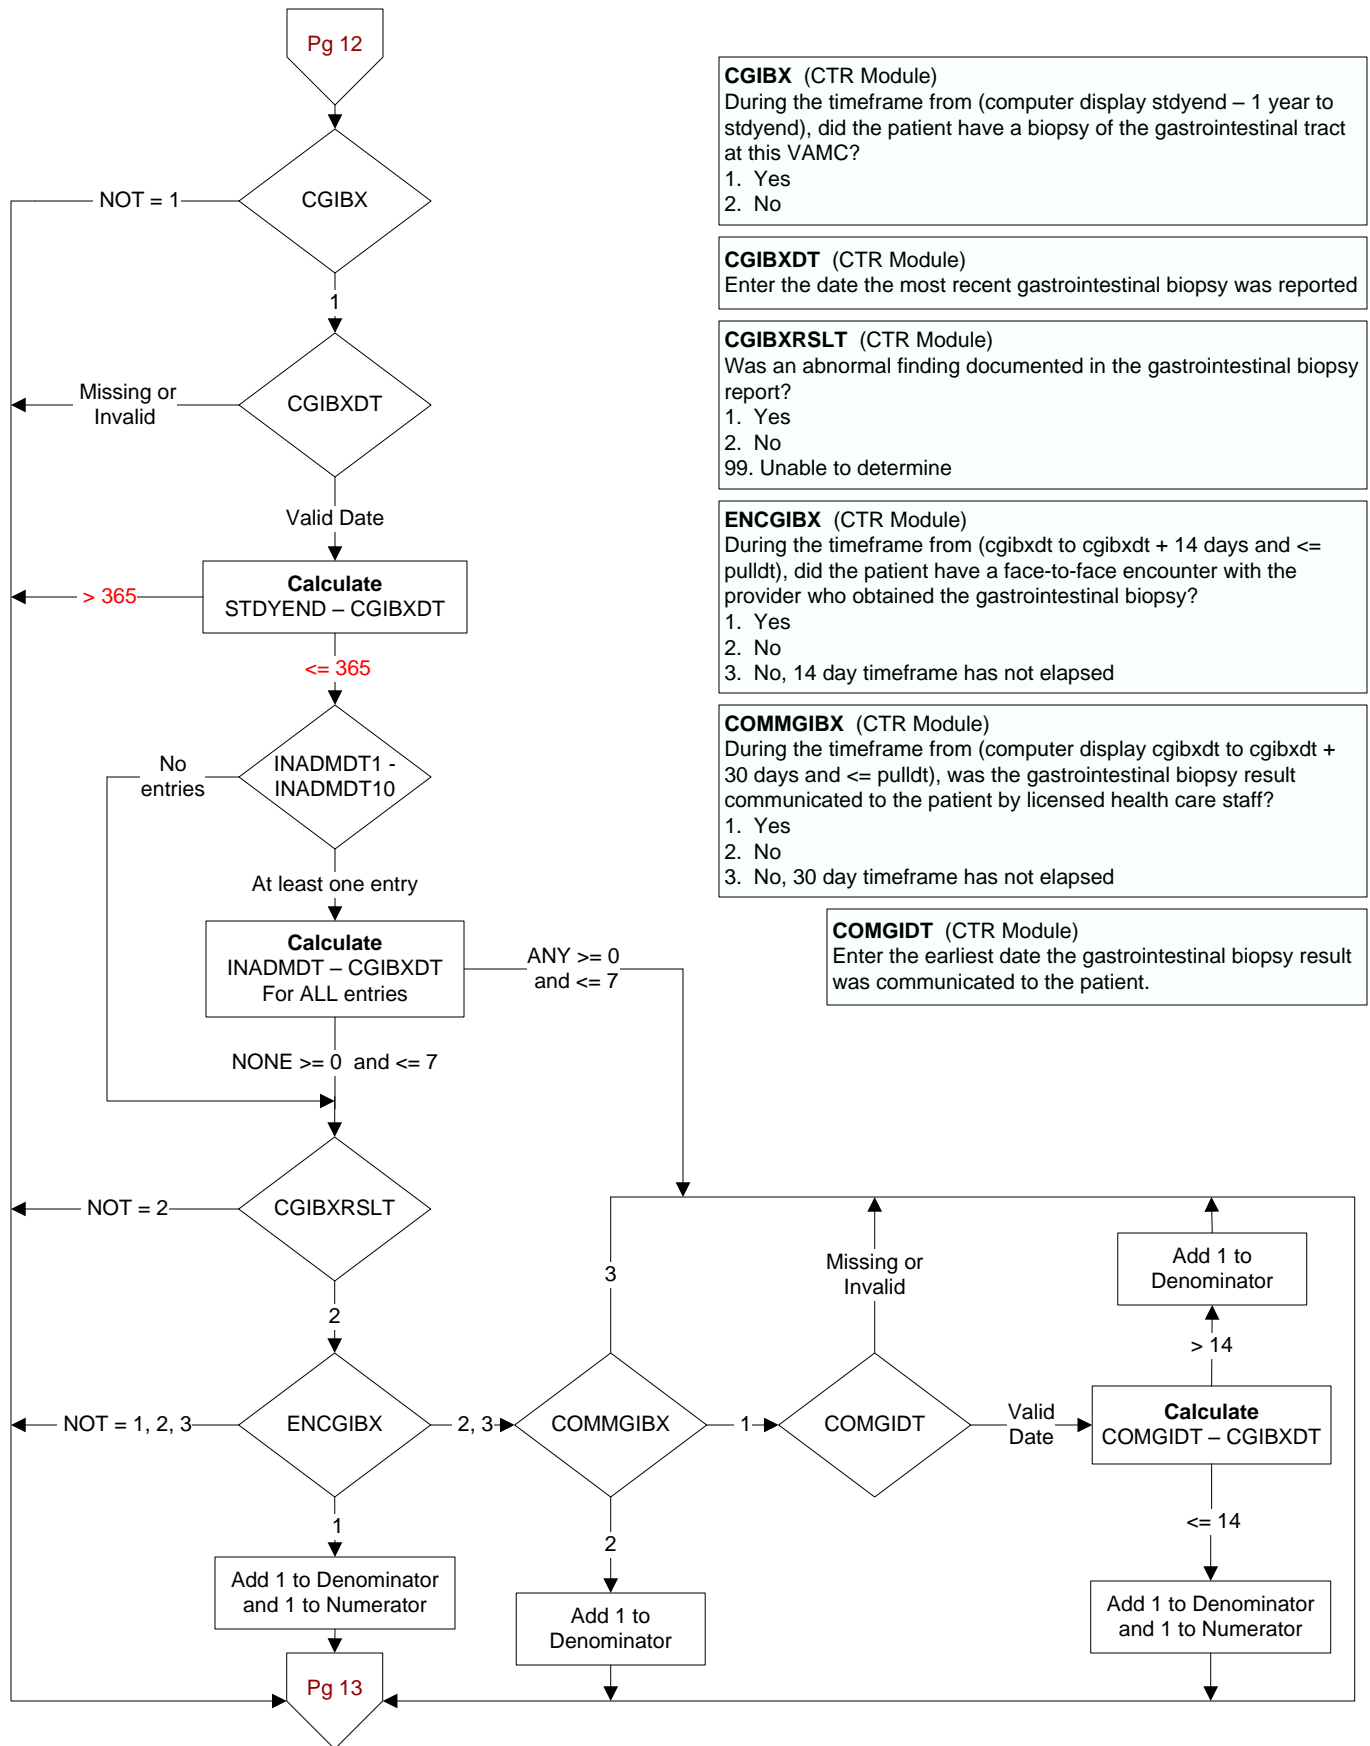 Pg 12
CGIBX (CTR Module)
During the timeframe from (computer display stdyend – 1 year to
stdyend), did the patient have a biopsy of the gastrointestinal tract
at this VAMC?
1. Yes
2. No
NOT = 1
CGIBX
1
CGIBXDT (CTR Module)
Enter the date the most recent gastrointestinal biopsy was reported
Missing or
Invalid
CGIBXDT
CGIBXRSLT (CTR Module)
Was an abnormal finding documented in the gastrointestinal biopsy
report?
1. Yes
2. No
99. Unable to determine
Valid Date
ENCGIBX (CTR Module)
During the timeframe from (cgibxdt to cgibxdt + 14 days and <=
pulldt), did the patient have a face-to-face encounter with the
provider who obtained the gastrointestinal biopsy?
1. Yes
2. No
3. No, 14 day timeframe has not elapsed
> 365
Calculate
STDYEND – CGIBXDT
<= 365
COMMGIBX (CTR Module)
During the timeframe from (computer display cgibxdt to cgibxdt +
30 days and <= pulldt), was the gastrointestinal biopsy result
communicated to the patient by licensed health care staff?
1. Yes
2. No
3. No, 30 day timeframe has not elapsed
No
entries
INADMDT1 -
INADMDT10
At least one entry
COMGIDT (CTR Module)
Enter the earliest date the gastrointestinal biopsy result
was communicated to the patient.
Calculate
INADMDT – CGIBXDT
For ALL entries
ANY >= 0
and <= 7
NONE >= 0 and <= 7
NOT = 2
CGIBXRSLT
2
3
Missing or
Invalid
Add 1 to
Denominator
> 14
NOT = 1, 2, 3
ENCGIBX
2, 3
COMMGIBX
1
COMGIDT
Valid
Date
Calculate
COMGIDT – CGIBXDT
<= 14
1
2
Add 1 to Denominator
and 1 to Numerator
Add 1 to
Denominator
Add 1 to Denominator
and 1 to Numerator
Pg 13